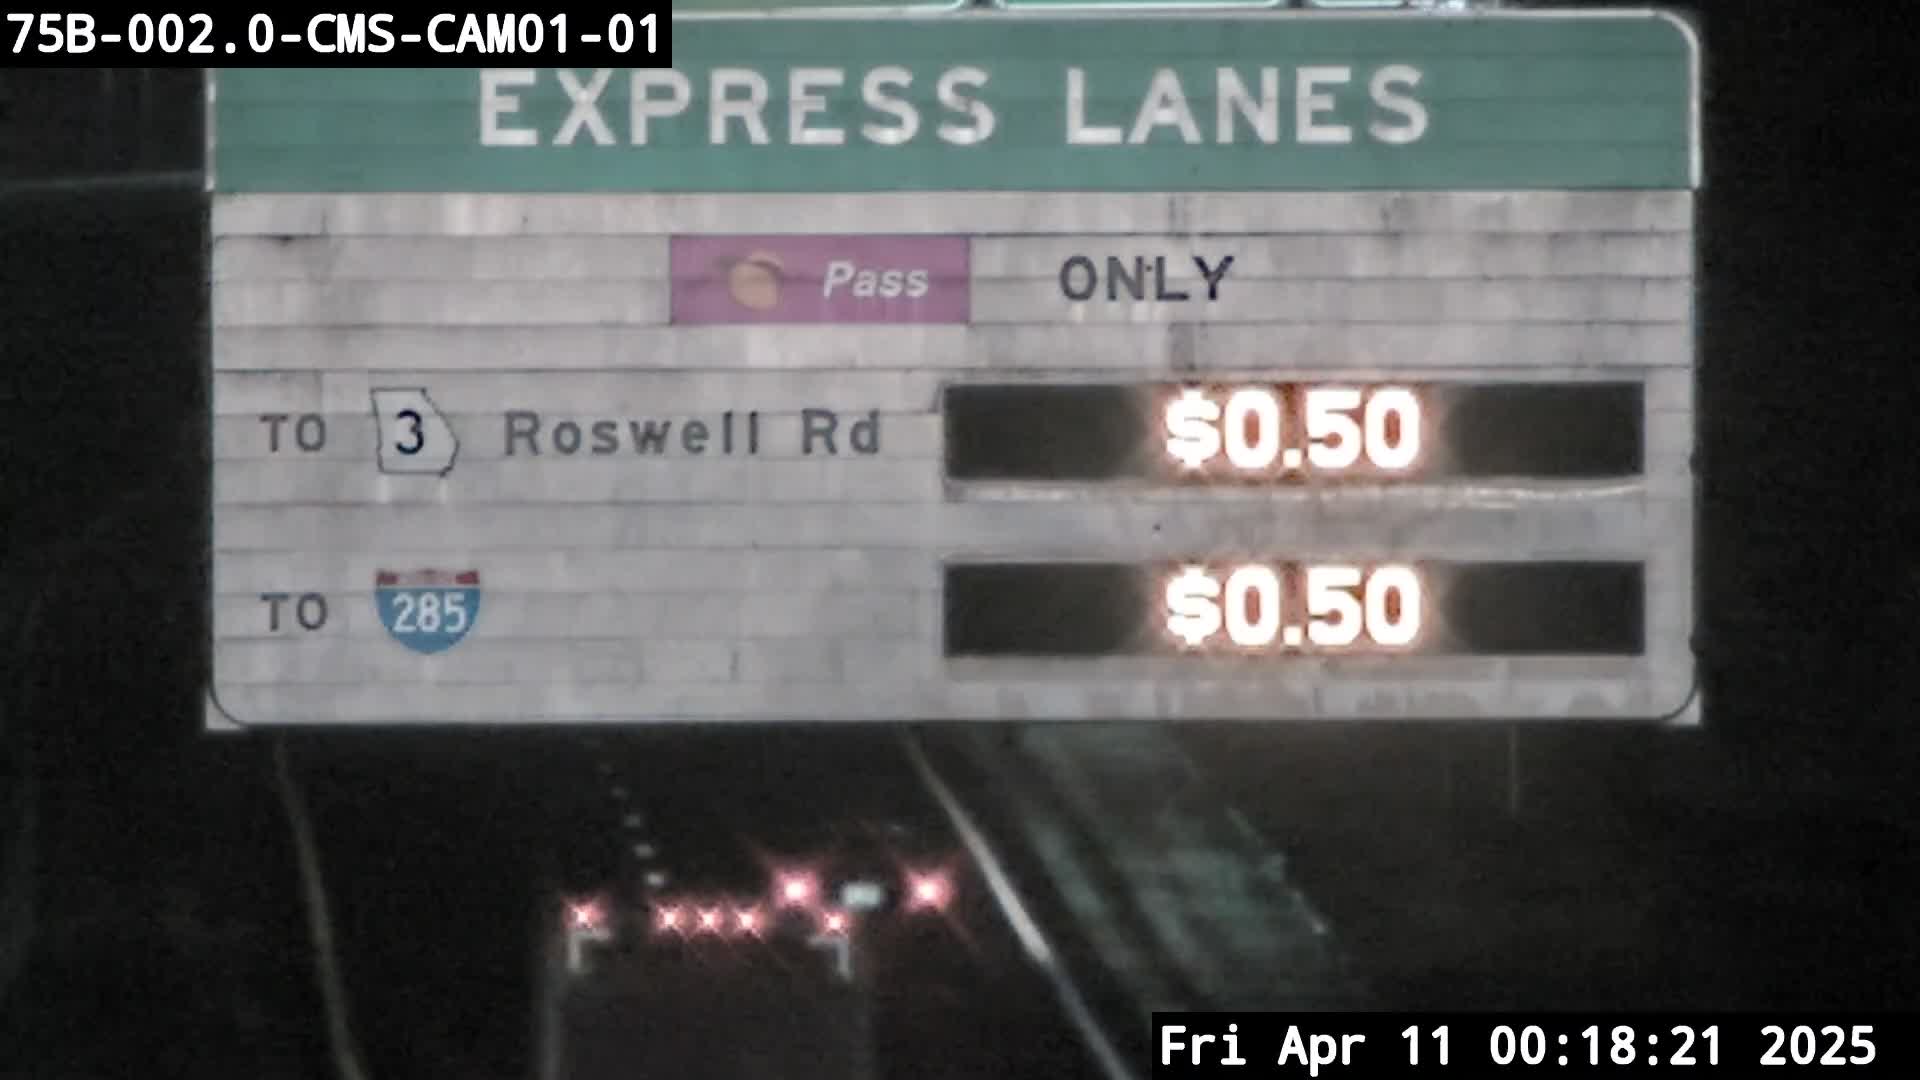 75B-002.0-CMS-CAM01-01
EXPRESS LANES
Pass ONLY
TO 3 Roswell Rd $0.50
TO 285 $0.50
Fri Apr 11 00:18:21 2025